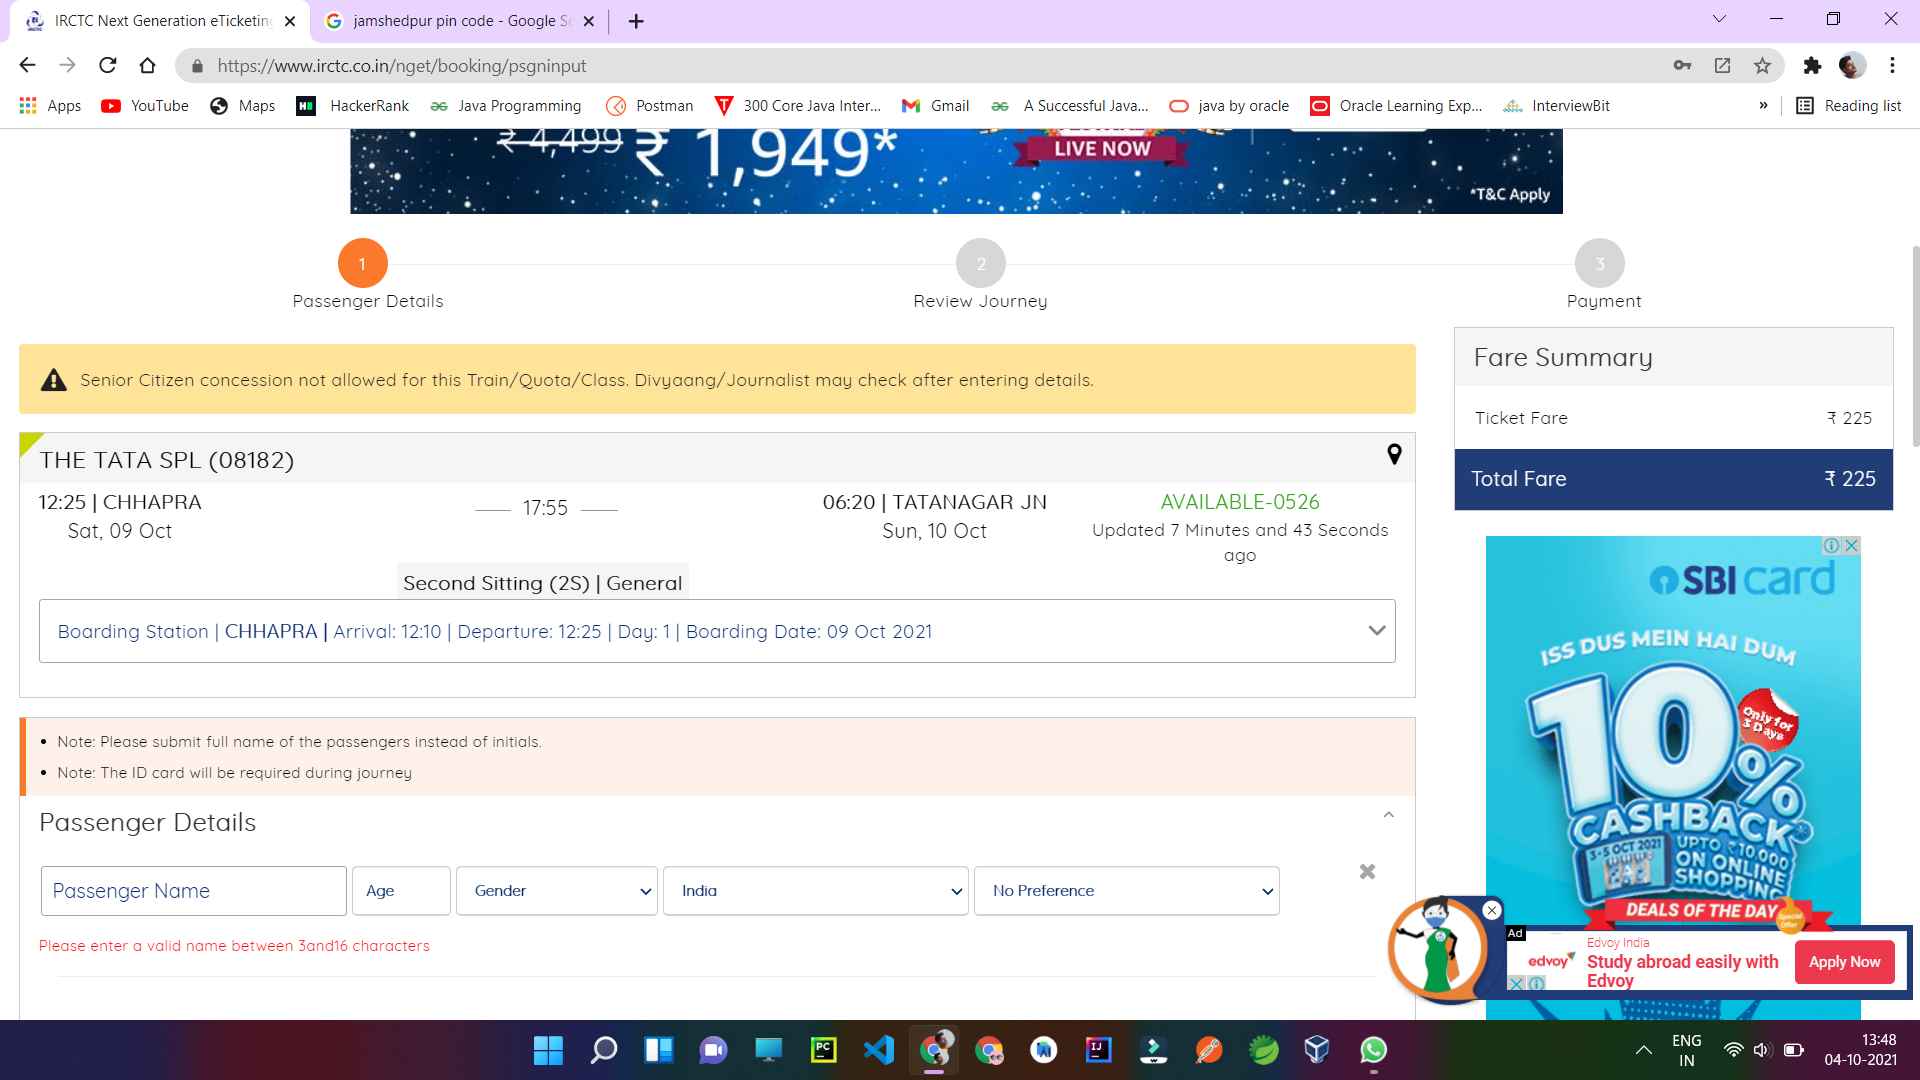 IRCTC Next Generation eTicketing
jamshedpur pin code - Google Se
https://www.irctc.co.in/nget/booking/psgninput
Apps
YouTube
Maps
HackerRank
Java Programming
Postman
300 Core Java Inter...
Gmail
A Successful Java...
java by oracle
Oracle Learning Exp...
InterviewBit
»
Reading list
₹ 4,499 ₹ 1,949*
LIVE NOW
*T&C Apply
1
2
3
Passenger Details
Review Journey
Payment
Senior Citizen concession not allowed for this Train/Quota/Class. Divyaang/Journalist may check after entering details.
Fare Summary
Ticket Fare ₹ 225
Total Fare ₹ 225
THE TATA SPL (08182)
12:25 | CHHAPRA
Sat, 09 Oct
17:55
06:20 | TATANAGAR JN
Sun, 10 Oct
AVAILABLE-0526
Updated 7 Minutes and 43 Seconds
ago
Second Sitting (2S) | General
Boarding Station | CHHAPRA | Arrival: 12:10 | Departure: 12:25 | Day: 1 | Boarding Date: 09 Oct 2021
Note: Please submit full name of the passengers instead of initials.
Note: The ID card will be required during journey
Passenger Details
Passenger Name
Age
Gender
India
No Preference
Please enter a valid name between 3and16 characters
SBI card
ISS DUS MEIN HAI DUM
10%
Only for
3 Days
CASHBACK*
3-5 OCT 2021
UPTO ₹10,000
ON ONLINE
SHOPPING
DEALS OF THE DAY
Special
Offer
Ad
edvoy
Edvoy India
Study abroad easily with
Edvoy
Apply Now
PC
IJ
ENG
IN
13:48
04-10-2021